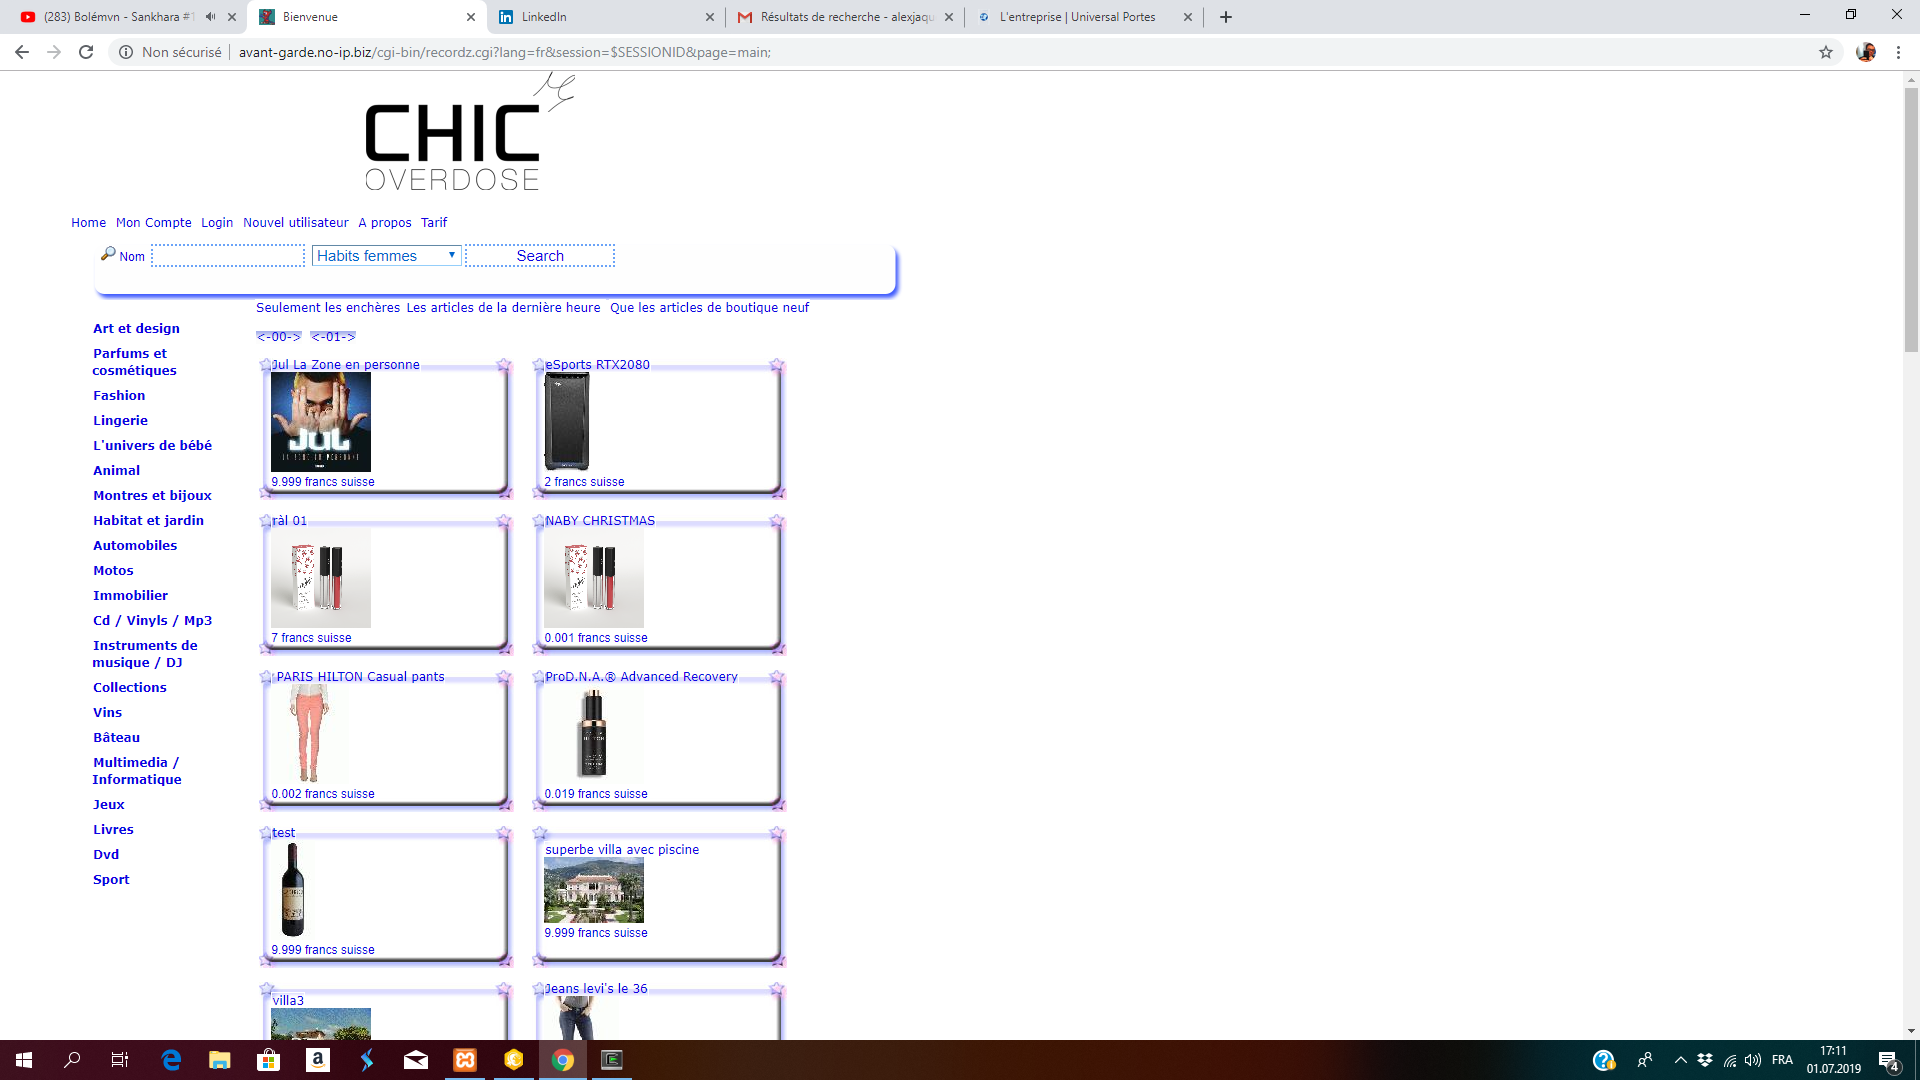 (283) Bolémvn - Sankhara #1
Bienvenue
LinkedIn
Résultats de recherche - alexjaqu
L'entreprise | Universal Portes
Non sécurisé
avant-garde.no-ip.biz/cgi-bin/recordz.cgi?lang=fr&session=$SESSIONID&page=main;
CHIC
OVERDOSE
Home Mon Compte Login Nouvel utilisateur A propos Tarif
Nom Habits femmes Search
Seulement les enchères Les articles de la dernière heure Que les articles de boutique neuf
<-00-> <-01->
Art et design
Parfums et
cosmétiques
Fashion
Lingerie
L'univers de bébé
Animal
Montres et bijoux
Habitat et jardin
Automobiles
Motos
Immobilier
Cd / Vinyls / Mp3
Instruments de
musique / DJ
Collections
Vins
Bâteau
Multimedia /
Informatique
Jeux
Livres
Dvd
Sport
Jul La Zone en personne
JUL
9.999 francs suisse
eSports RTX2080
2 francs suisse
ràl 01
7 francs suisse
NABY CHRISTMAS
0.001 francs suisse
PARIS HILTON Casual pants
0.002 francs suisse
ProD.N.A.® Advanced Recovery
0.019 francs suisse
test
9.999 francs suisse
superbe villa avec piscine
9.999 francs suisse
villa3
Jeans levi's le 36
FRA
17:11
01.07.2019
4